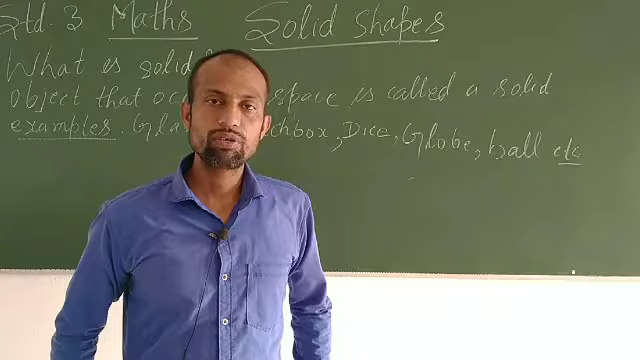 Std. 3 Maths Solid Shapes
What is solid
object that space is called a solid
examples. chbox, Dice, Globe, ball etc